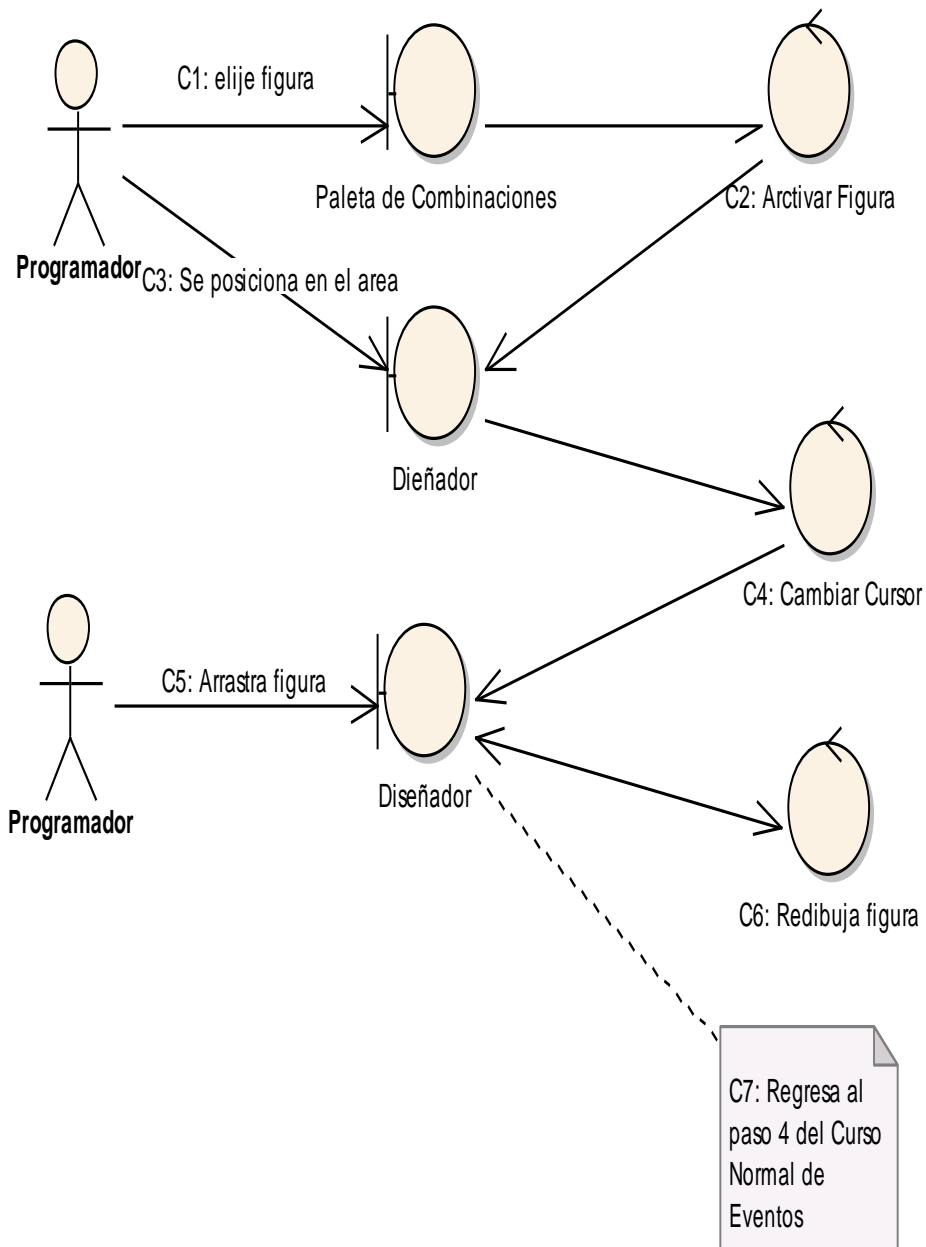 C1: elije figura
Paleta de Combinaciones
C2: Arctivar Figura
Programador
C3: Se posiciona en el area
Dieñador
C4: Cambiar Cursor
C5: Arrastra figura
Diseñador
Programador
C6: Redibuja figura
C7: Regresa al
paso 4 del Curso
Normal de
Eventos